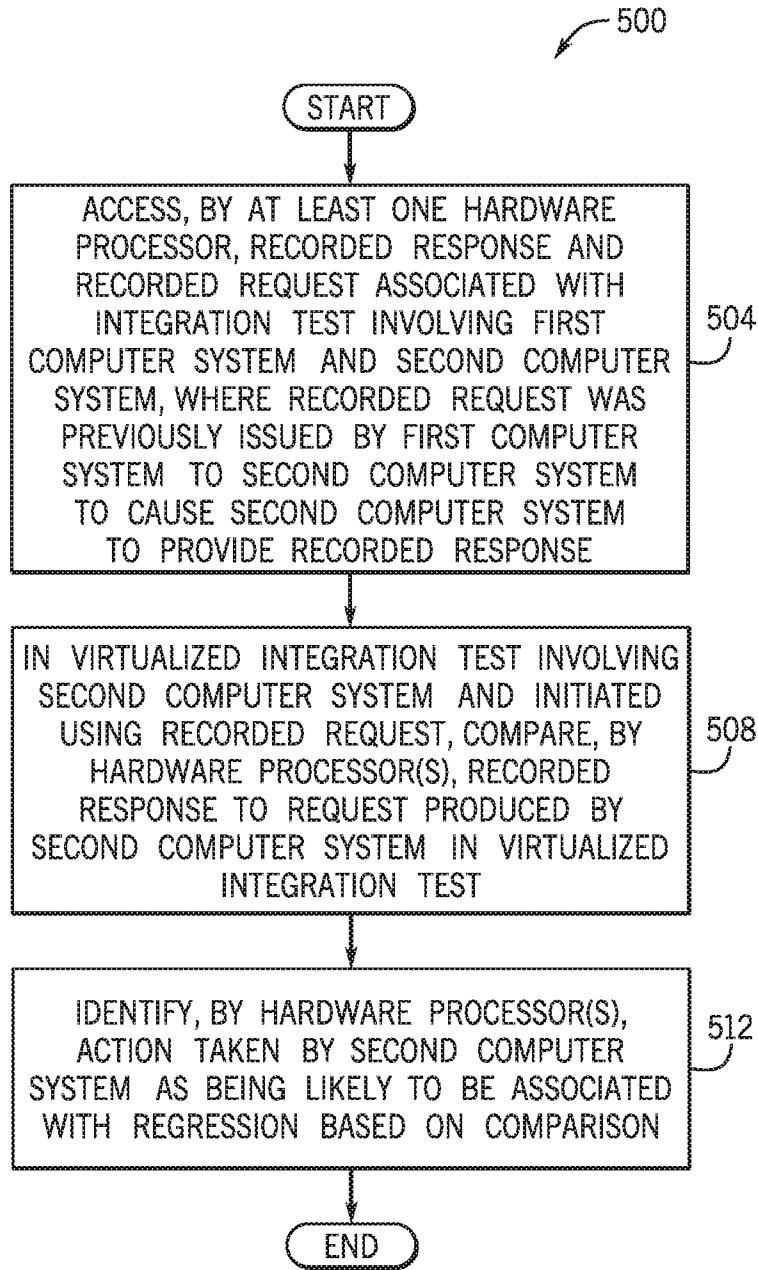 500
START
ACCESS, BY AT LEAST ONE HARDWARE
PROCESSOR, RECORDED RESPONSE AND
RECORDED REQUEST ASSOCIATED WITH
INTEGRATION TEST INVOLVING FIRST
COMPUTER SYSTEM AND SECOND COMPUTER
SYSTEM, WHERE RECORDED REQUEST WAS
PREVIOUSLY ISSUED BY FIRST COMPUTER
SYSTEM TO SECOND COMPUTER SYSTEM
TO CAUSE SECOND COMPUTER SYSTEM
TO PROVIDE RECORDED RESPONSE
504
IN VIRTUALIZED INTEGRATION TEST INVOLVING
SECOND COMPUTER SYSTEM AND INITIATED
USING RECORDED REQUEST, COMPARE, BY
HARDWARE PROCESSOR(S), RECORDED
RESPONSE TO REQUEST PRODUCED BY
SECOND COMPUTER SYSTEM IN VIRTUALIZED
INTEGRATION TEST
508
IDENTIFY, BY HARDWARE PROCESSOR(S),
ACTION TAKEN BY SECOND COMPUTER
SYSTEM AS BEING LIKELY TO BE ASSOCIATED
WITH REGRESSION BASED ON COMPARISON
512
END